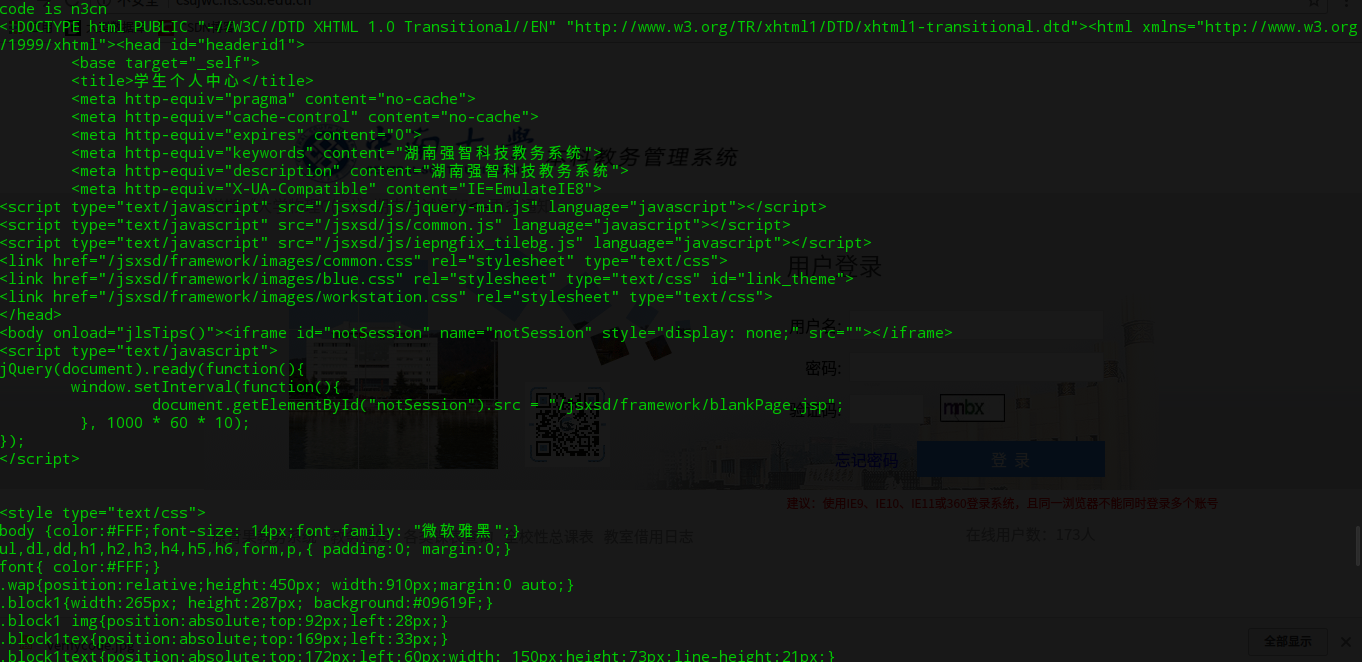 code is n3cn
<!DOCTYPE html PUBLIC "-//W3C//DTD XHTML 1.0 Transitional//EN" "http://www.w3.org/TR/xhtml1/DTD/xhtml1-transitional.dtd"><html xmlns="http://www.w3.org
/1999/xhtml"><head id="headerid1">
<base target="_self">
<title>学生个人中心</title>
<meta http-equiv="pragma" content="no-cache">
<meta http-equiv="cache-control" content="no-cache">
<meta http-equiv="expires" content="0">
<meta http-equiv="keywords" content="湖南强智科技教务系统">
教务管理系统
<meta http-equiv="description" content="湖南强智科技教务系统">
<meta http-equiv="X-UA-Compatible" content="IE=EmulateIE8">
<script type="text/javascript" src="/jsxsd/js/jquery-min.js" language="javascript"></script>
<script type="text/javascript" src="/jsxsd/js/common.js" language="javascript"></script>
<script type="text/javascript" src="/jsxsd/js/iepngfix_tilebg.js" language="javascript"></script>
<link href="/jsxsd/framework/images/common.css" rel="stylesheet" type="text/css">
用户登录
<link href="/jsxsd/framework/images/blue.css" rel="stylesheet" type="text/css" id="link_theme">
<link href="/jsxsd/framework/images/workstation.css" rel="stylesheet" type="text/css">
</head>
用户名:
<body onload="jlsTips()"><iframe id="notSession" name="notSession" style="display: none;" src=""></iframe>
<script type="text/javascript">
jQuery(document).ready(function(){
密码:
window.setInterval(function(){
document.getElementById("notSession").src = "/jsxsd/framework/blankPage.jsp";
}, 1000 * 60 * 10);
});
</script>
忘记密码
登 录
建议：使用IE9、IE10、IE11或360登录系统，且同一浏览器不能同时登录多个账号
<style type="text/css">
body {color:#FFF;font-size: 14px;font-family: "微软雅黑";}
校性总课表 教室借用日志
在线用户数：173人
ul,dl,dd,h1,h2,h3,h4,h5,h6,form,p,{ padding:0; margin:0;}
font{ color:#FFF;}
.wap{position:relative;height:450px; width:910px;margin:0 auto;}
.block1{width:265px; height:287px; background:#09619F;}
.block1 img{position:absolute;top:92px;left:28px;}
.block1tex{position:absolute;top:169px;left:33px;}
全部显示
.block1text{position:absolute;top:172px;left:60px;width: 150px;height:73px;line-height:21px;}